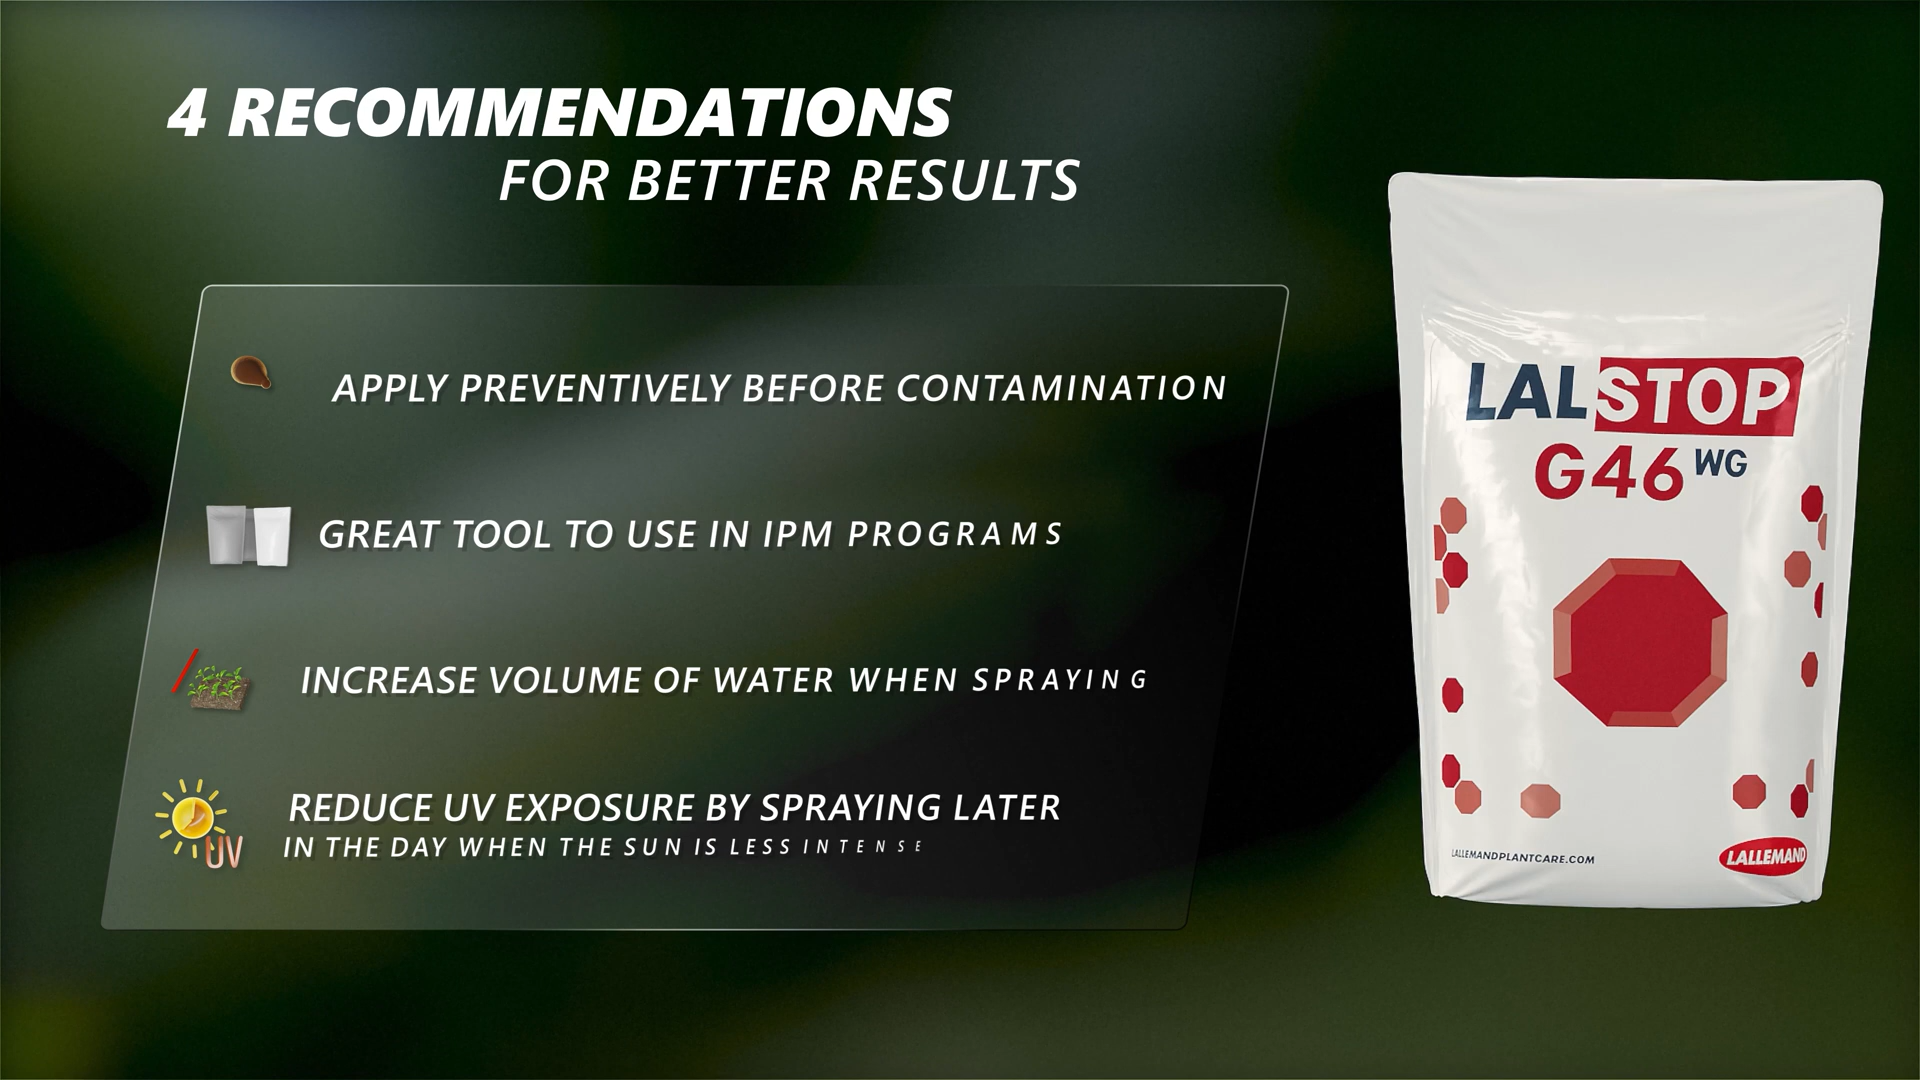 4 RECOMMENDATIONS
FOR BETTER RESULTS
APPLY PREVENTIVELY BEFORE CONTAMINATION
GREAT TOOL TO USE IN IPM PROGRAMS
INCREASE VOLUME OF WATER WHEN SPRAYING
REDUCE UV EXPOSURE BY SPRAYING LATER
IN THE DAY WHEN THE SUN IS LESS INTENSE
UV
LALSTOP
G46 WG
LALLEMANDPLANTCARE.COM
LALLEMAND